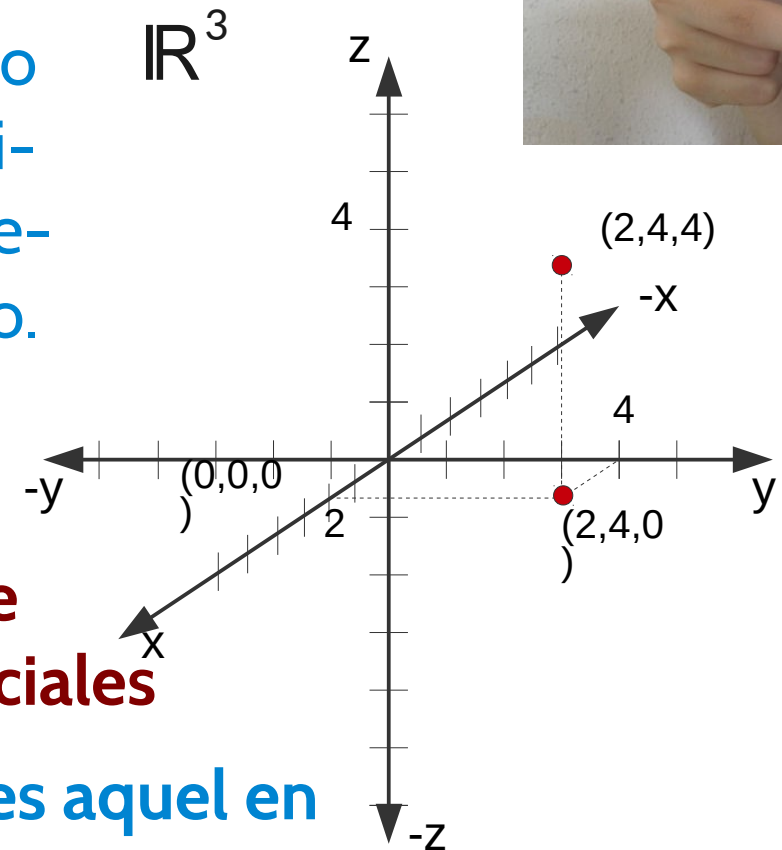 ℝ³
z
o
i-
e-
o.
4
(2,4,4)
-x
4
-y
(0,0,0
)
2
(2,4,0
)
y
x
e
ciales
es aquel en
-z